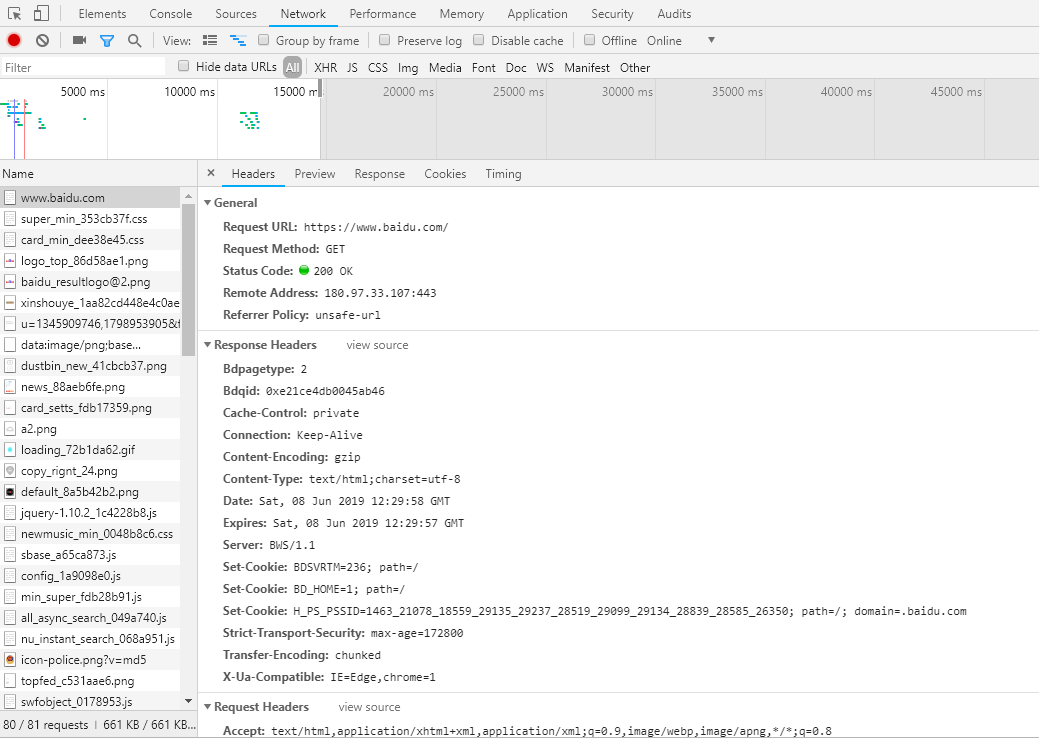 Elements Console Sources Network Performance Memory Application Security Audits
View: Group by frame Preserve log Disable cache Offline Online
Filter Hide data URLs All XHR JS CSS Img Media Font Doc WS Manifest Other
5000 ms 10000 ms 15000 m 20000 ms 25000 ms 30000 ms 35000 ms 40000 ms 45000 ms
Name
www.baidu.com
super_min_353cb37f.css
card_min_dee38e45.css
logo_top_86d58ae1.png
baidu_resultlogo@2.png
xinshouye_1aa82cd448e4c0ae
u=1345909746,1798953905&f
data:image/png;base...
dustbin_new_41cbcb37.png
news_88aeb6fe.png
card_setts_fdb17359.png
a2.png
loading_72b1da62.gif
copy_rignt_24.png
default_8a5b42b2.png
jquery-1.10.2_1c4228b8.js
newmusic_min_0048b8c6.css
sbase_a65ca873.js
config_1a9098e0.js
min_super_fdb28b91.js
all_async_search_049a740.js
nu_instant_search_068a951.js
icon-police.png?v=md5
topfed_c531aae6.png
swfobject_0178953.js
80 / 81 requests | 661 KB / 661 KB...
× Headers Preview Response Cookies Timing
General
Request URL: https://www.baidu.com/
Request Method: GET
Status Code: 200 OK
Remote Address: 180.97.33.107:443
Referrer Policy: unsafe-url
Response Headers view source
Bdpagetype: 2
Bdqid: 0xe21ce4db0045ab46
Cache-Control: private
Connection: Keep-Alive
Content-Encoding: gzip
Content-Type: text/html;charset=utf-8
Date: Sat, 08 Jun 2019 12:29:58 GMT
Expires: Sat, 08 Jun 2019 12:29:57 GMT
Server: BWS/1.1
Set-Cookie: BDSVRTM=236; path=/
Set-Cookie: BD_HOME=1; path=/
Set-Cookie: H_PS_PSSID=1463_21078_18559_29135_29237_28519_29099_29134_28839_28585_26350; path=/; domain=.baidu.com
Strict-Transport-Security: max-age=172800
Transfer-Encoding: chunked
X-Ua-Compatible: IE=Edge,chrome=1
Request Headers view source
Accept: text/html,application/xhtml+xml,application/xml;q=0.9,image/webp,image/apng,*/*;q=0.8